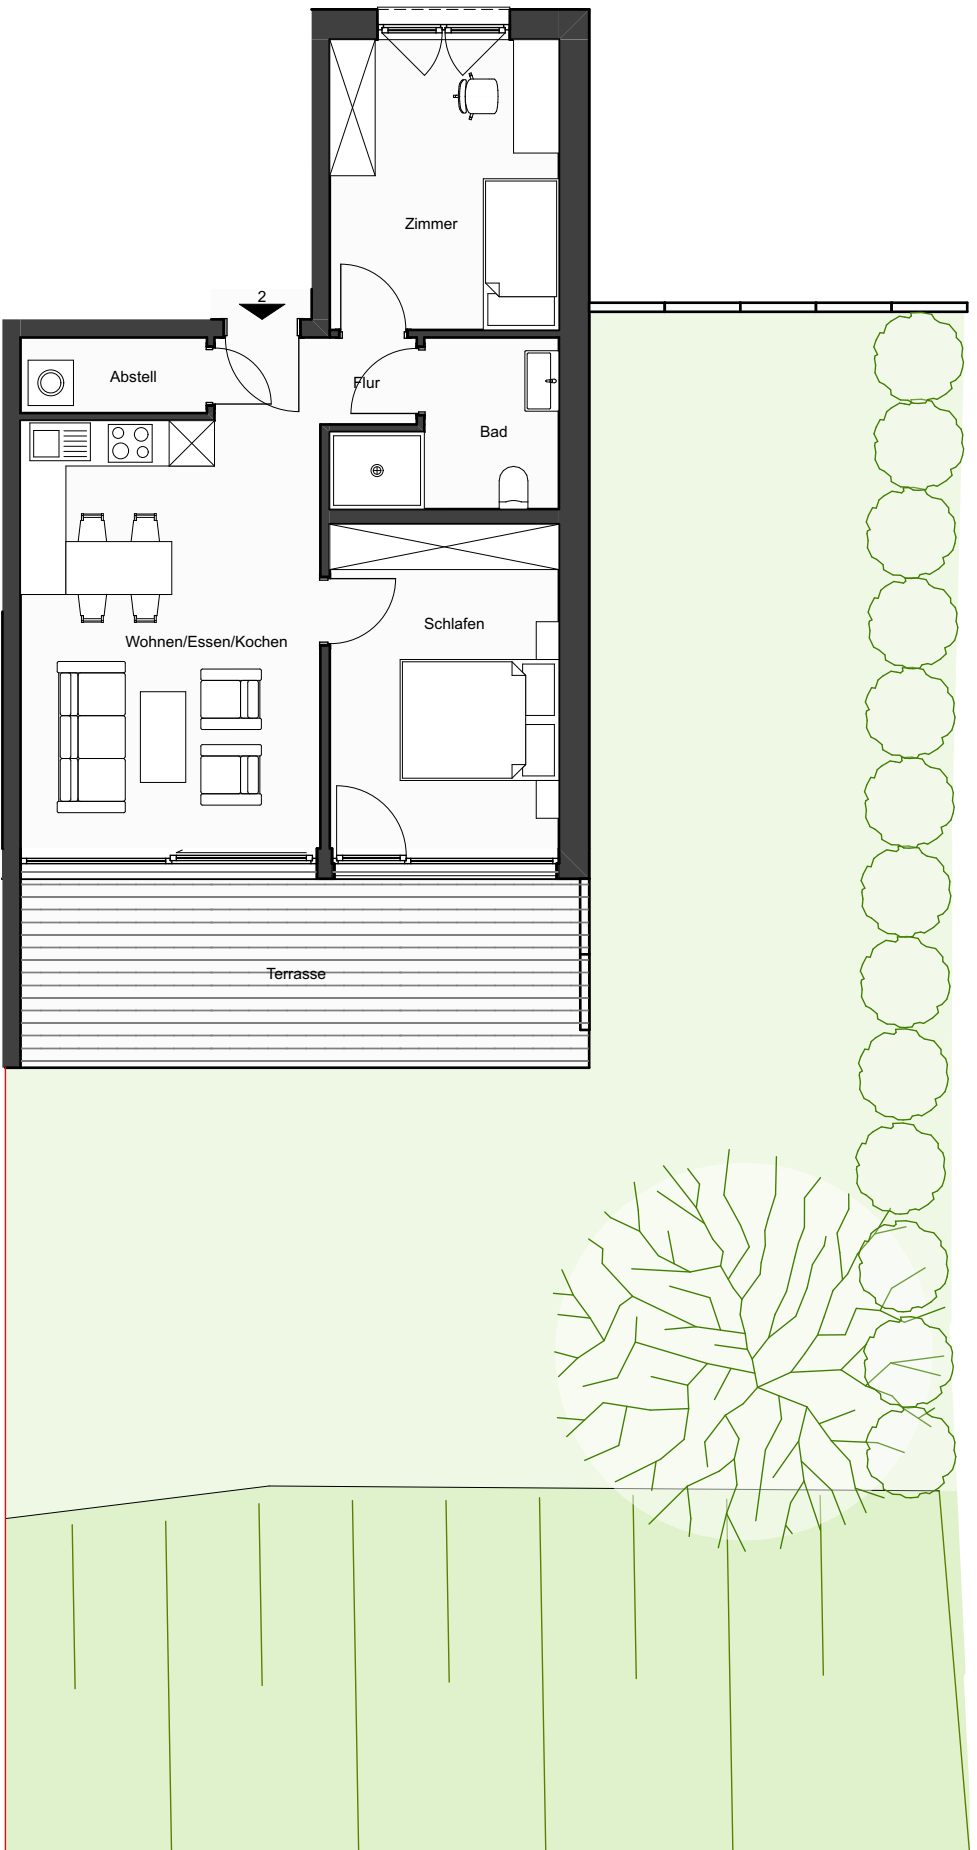 Zimmer
2
Abstell
Flur
Bad
Wohnen/Essen/Kochen
Schlafen
Terrasse